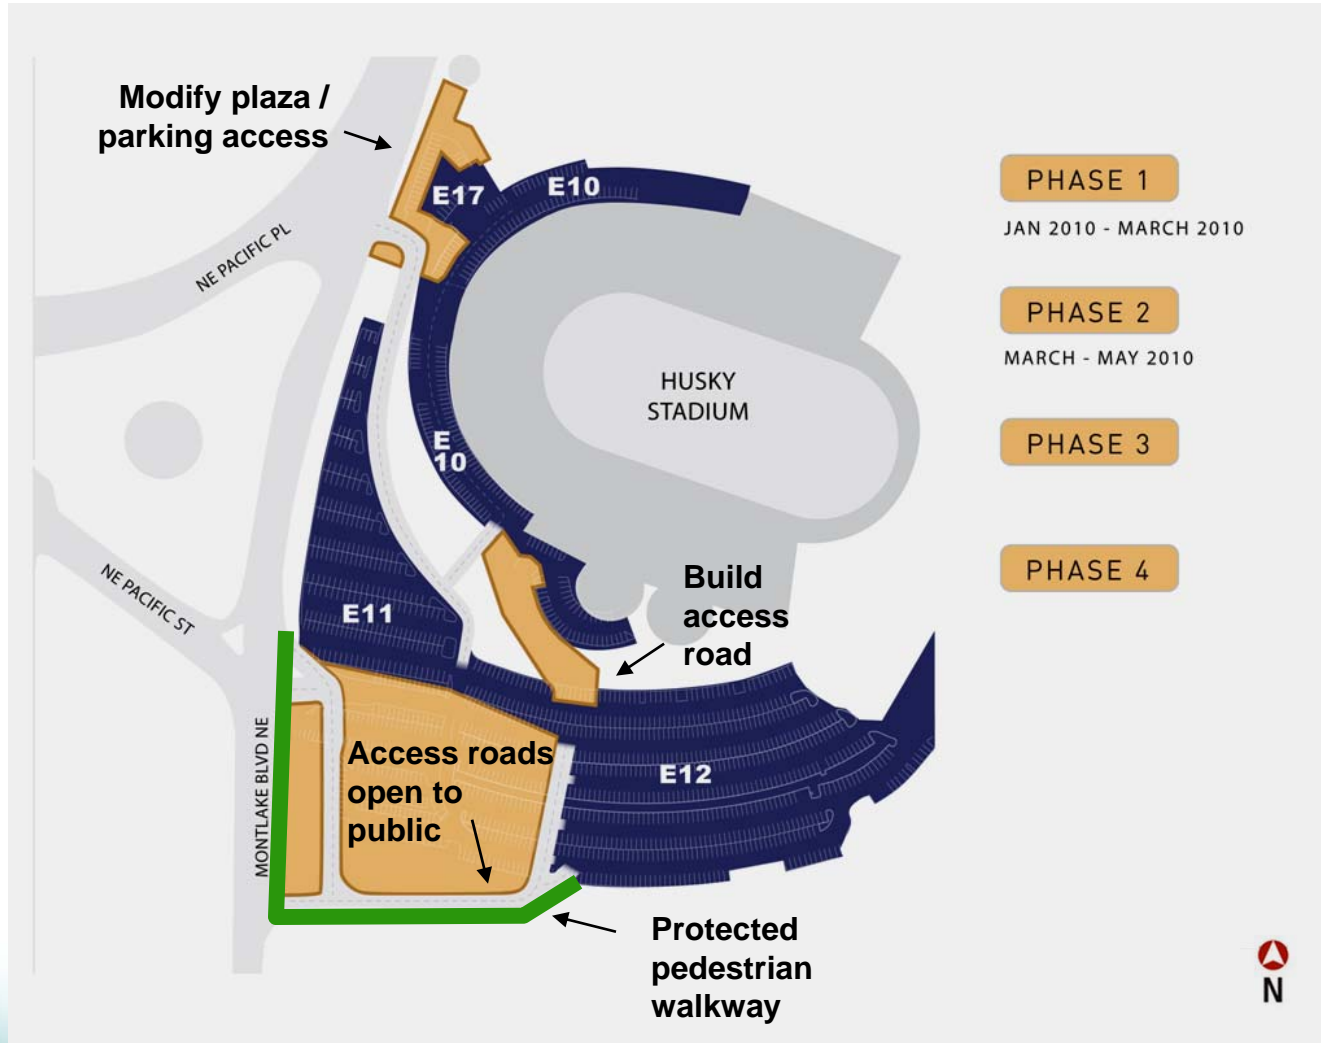 Modify plaza /
parking access
E17
E10
NE PACIFIC PL
PHASE 1
JAN 2010 - MARCH 2010
PHASE 2
MARCH - MAY 2010
HUSKY
STADIUM
PHASE 3
E
10
PHASE 4
NE PACIFIC ST
E11
Build
access
road
MONTLAKE BLVD NE
Access roads
open to
public
E12
Protected
pedestrian
walkway
N